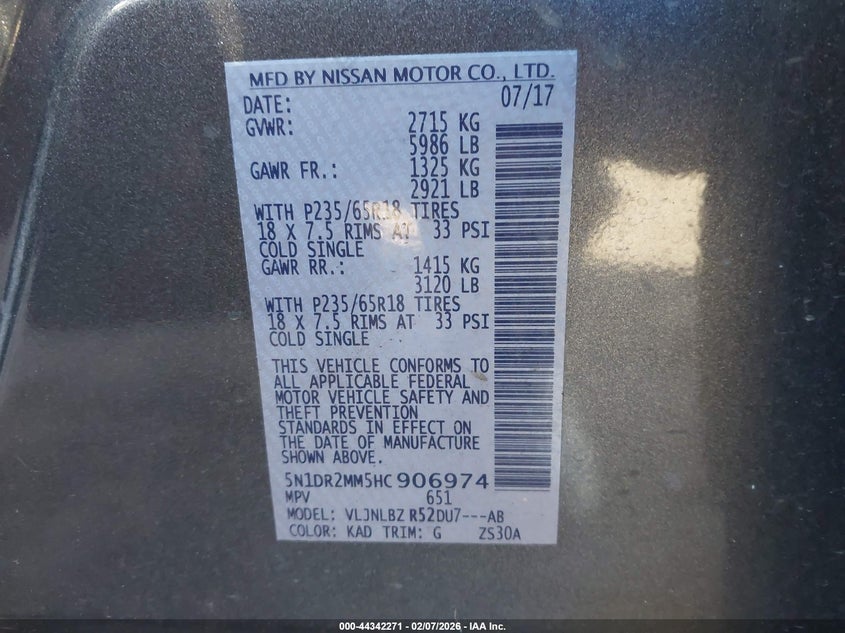 MFD BY NISSAN MOTOR CO., LTD.
DATE: 07/17
GVWR: 2715 KG
5986 LB
GAWR FR.: 1325 KG
2921 LB
WITH P235/65R18 TIRES
18 X 7.5 RIMS AT 33 PSI
COLD SINGLE
GAWR RR.: 1415 KG
3120 LB
WITH P235/65R18 TIRES
18 X 7.5 RIMS AT 33 PSI
COLD SINGLE
THIS VEHICLE CONFORMS TO
ALL APPLICABLE FEDERAL
MOTOR VEHICLE SAFETY AND
THEFT PREVENTION
STANDARDS IN EFFECT ON
THE DATE OF MANUFACTURE
SHOWN ABOVE.
5N1DR2MM5HC906974
MPV 651
MODEL: VLJNLBZ R52DU7---AB
COLOR: KAD TRIM: G ZS30A
000-44342271 - 02/07/2026 - IAA Inc.